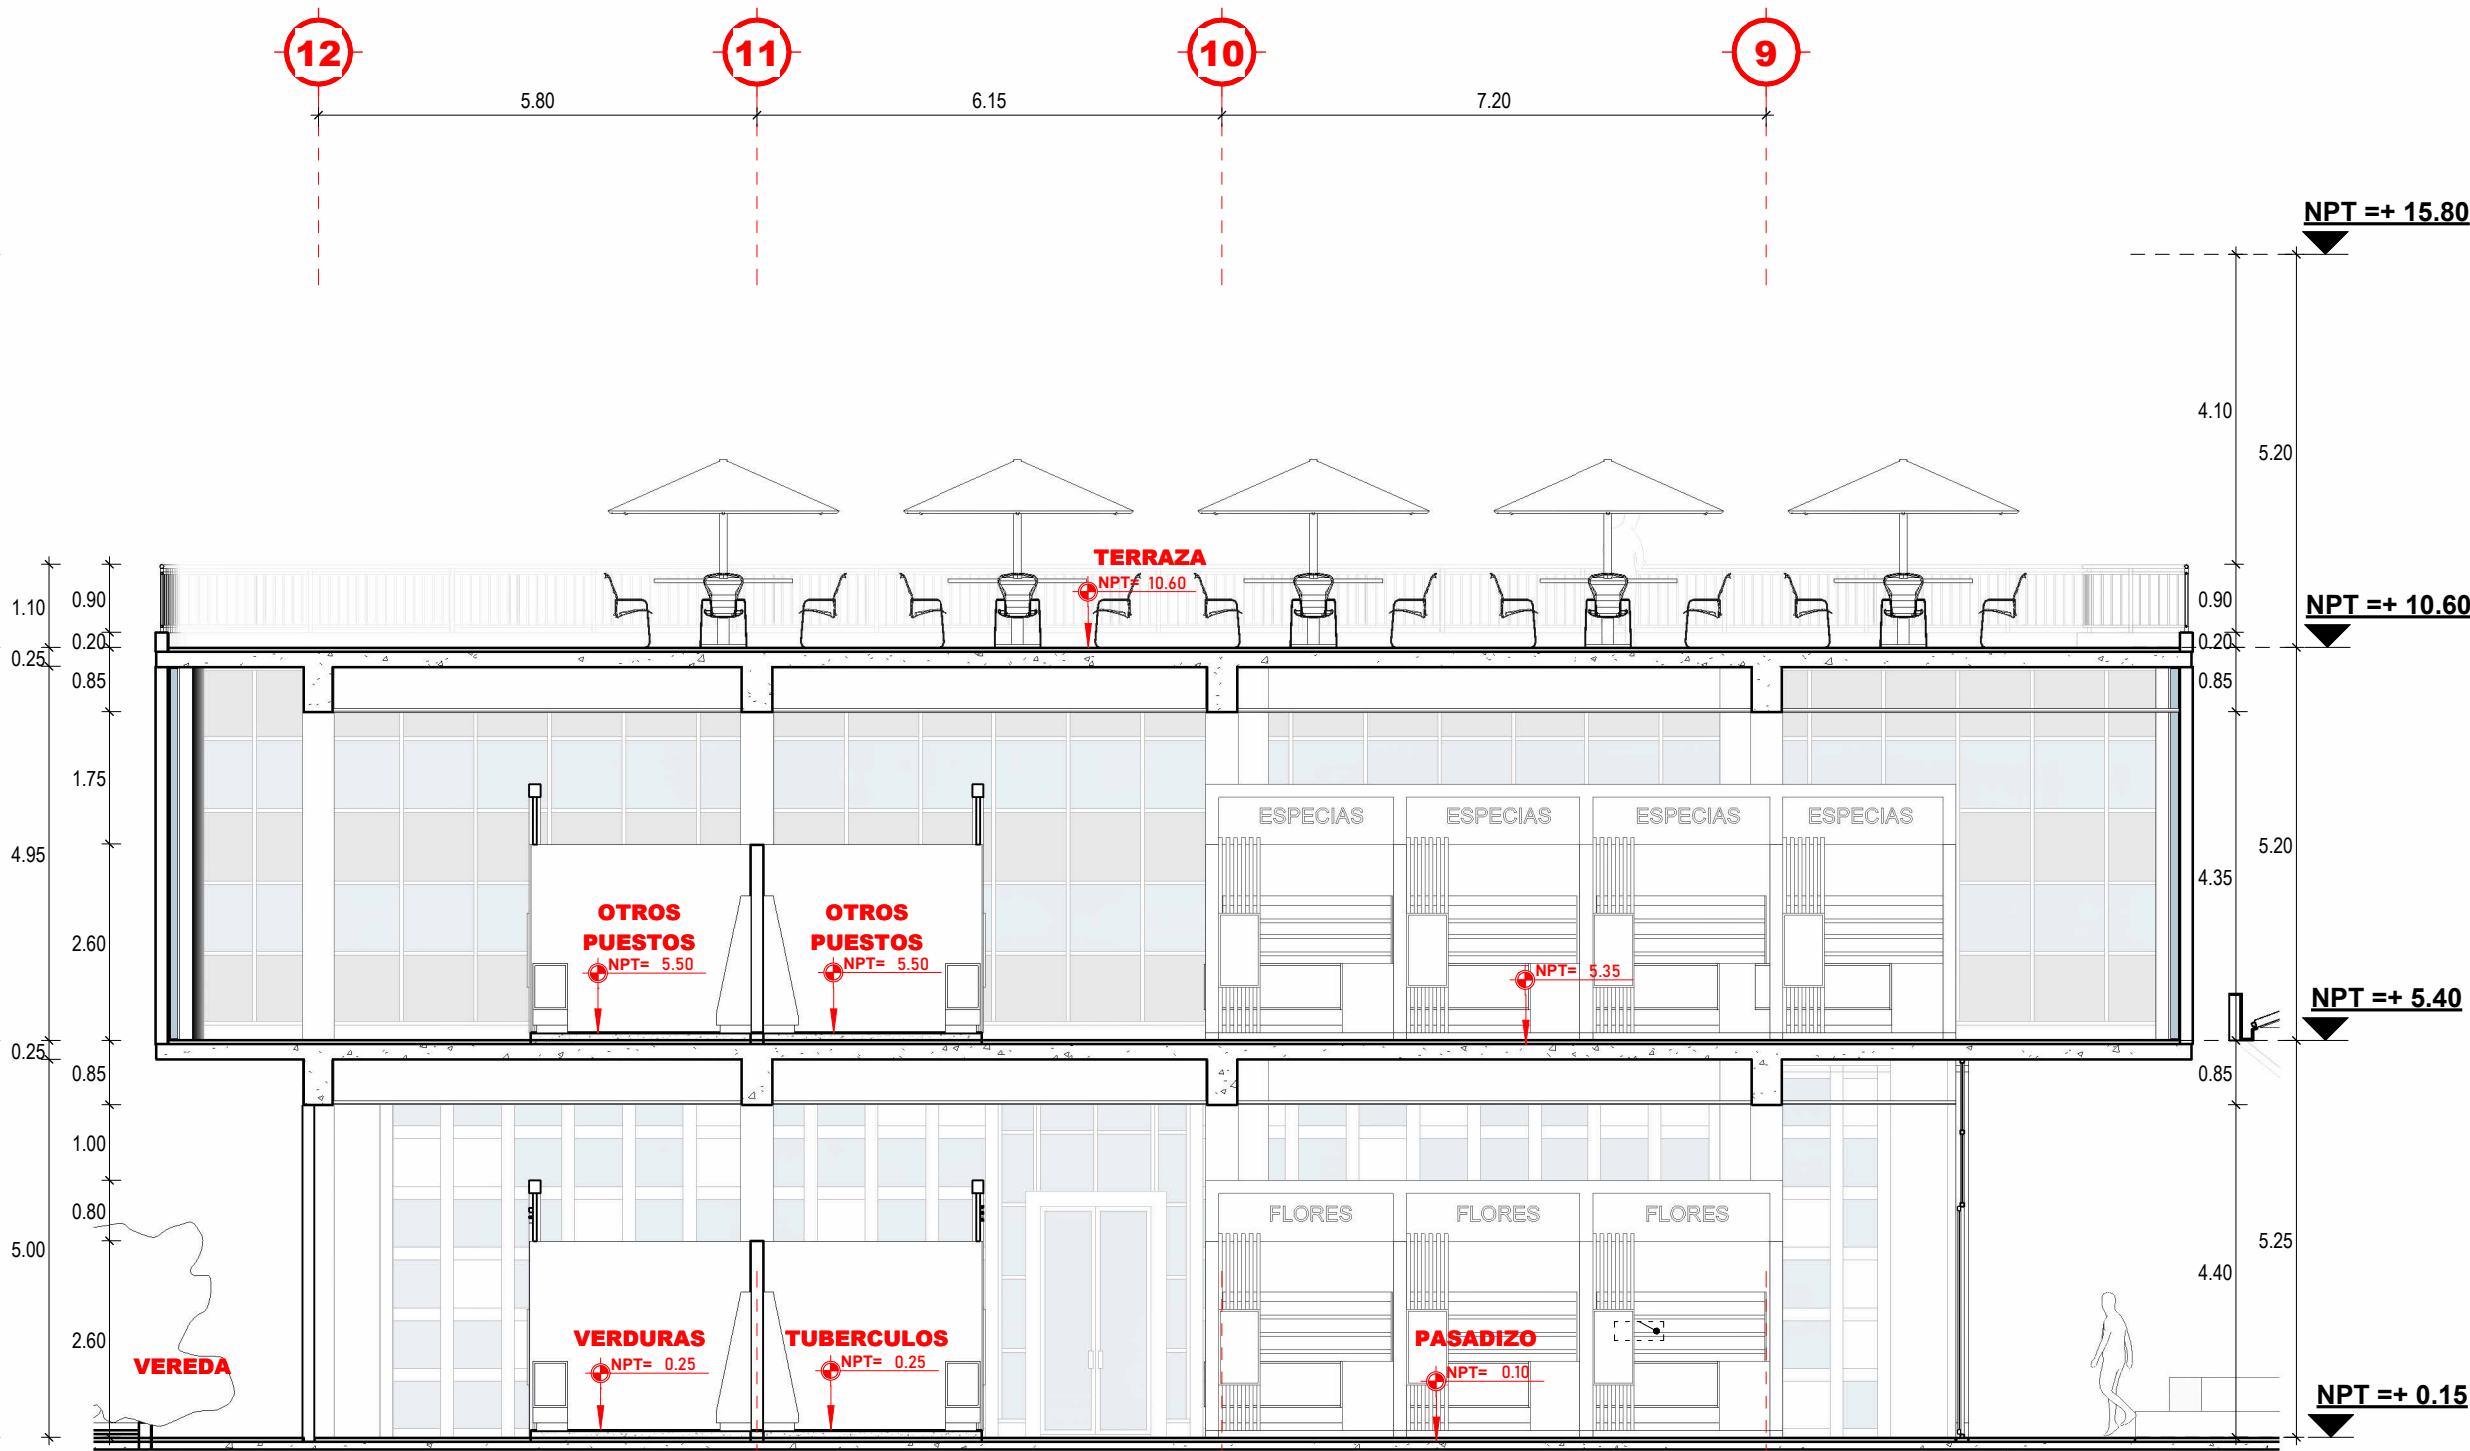 12
11
10
9
5.80
6.15
7.20
NPT =+ 15.80
4.10
5.20
TERRAZA
NPT= 10.60
1.10
0.90
0.20
0.90
0.20
NPT =+ 10.60
0.25
0.85
0.85
1.75
ESPECIAS
ESPECIAS
ESPECIAS
ESPECIAS
4.95
5.20
4.35
2.60
OTROS
PUESTOS
NPT= 5.50
OTROS
PUESTOS
NPT= 5.50
NPT= 5.35
NPT =+ 5.40
0.25
0.85
0.85
1.00
0.80
FLORES
FLORES
FLORES
5.00
5.25
4.40
2.60
VEREDA
VERDURAS
NPT= 0.25
TUBERCULOS
NPT= 0.25
PASADIZO
NPT= 0.10
NPT =+ 0.15